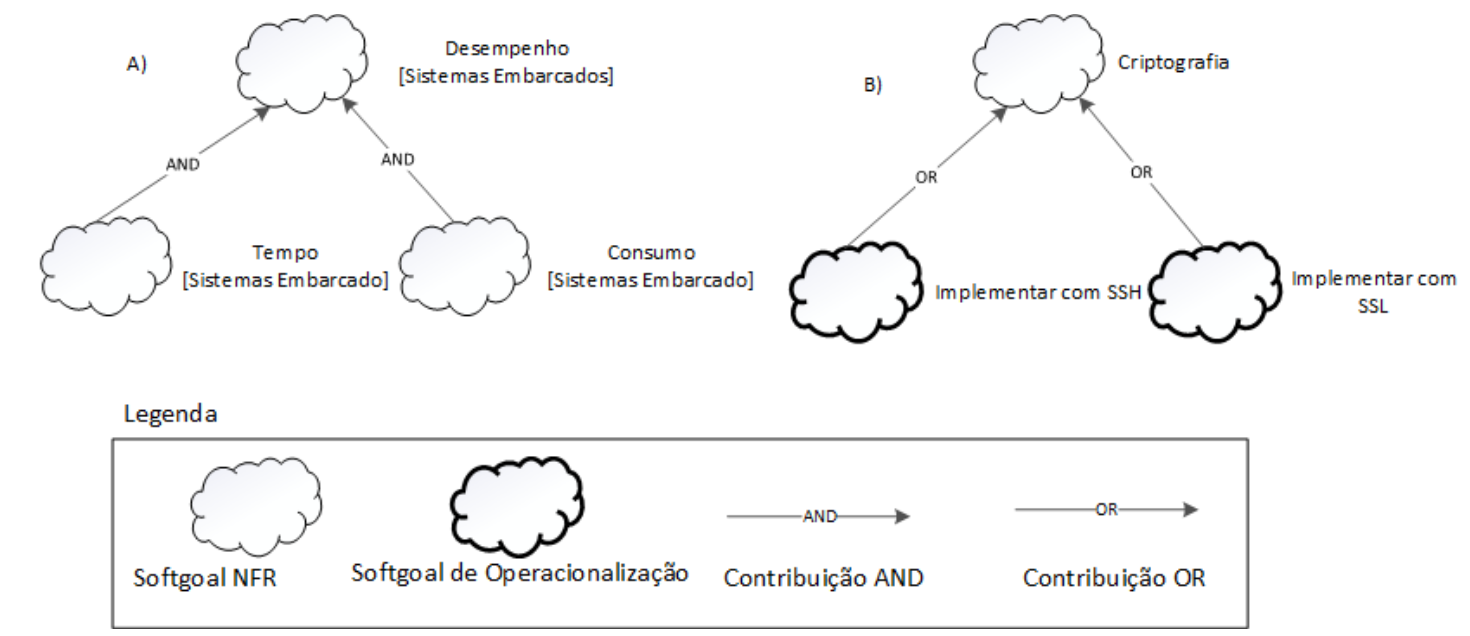 A)
Desempenho
[Sistemas Embarcados]
AND
AND
Tempo
[Sistemas Embarcado]
Consumo
[Sistemas Embarcado]
B)
Criptografia
OR
OR
Implementar com SSH
Implementar com
SSL
Legenda
AND
OR
Softgoal NFR
Softgoal de Operacionalização
Contribuição AND
Contribuição OR